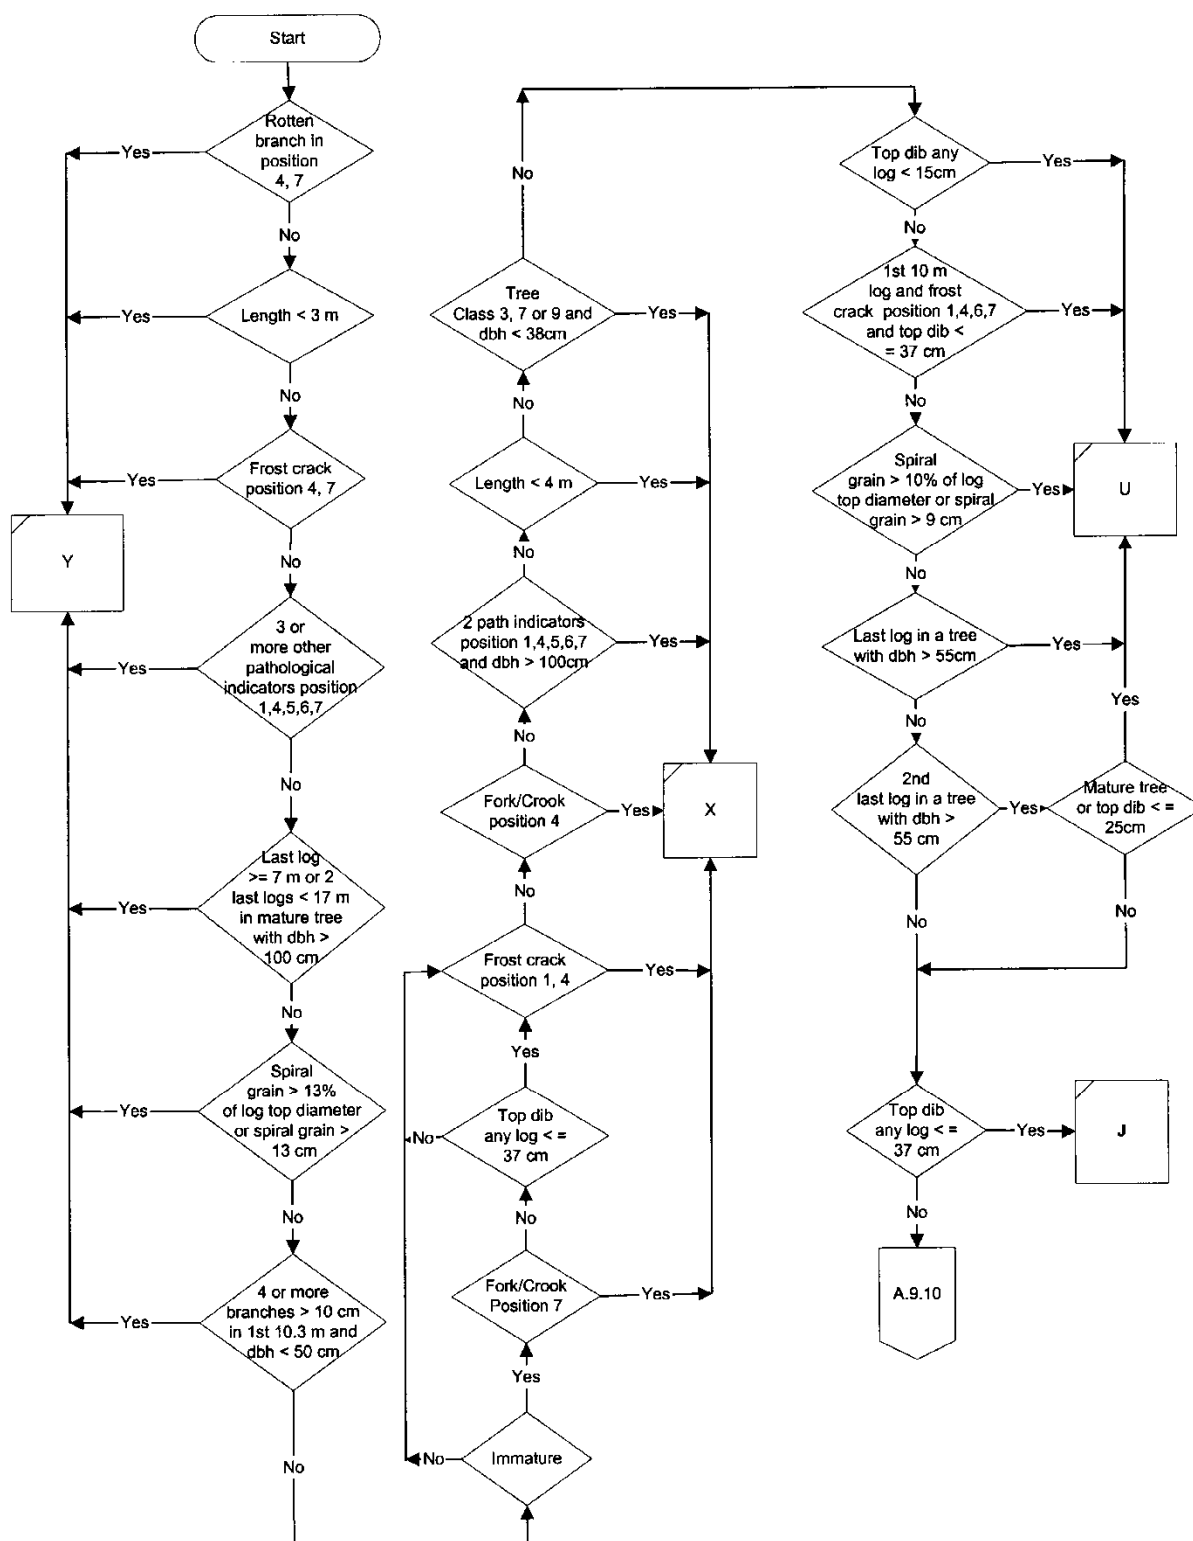 Start
Rotten
branch in
position
4, 7
Yes
No
Length < 3 m
Yes
No
Frost crack
position 4, 7
Yes
No
Y
3 or
more other
pathological
indicators position
1,4,5,6,7
Yes
No
Last log
>= 7 m or 2
last logs < 17 m
in mature tree
with dbh >
100 cm
Yes
No
Spiral
grain > 13%
of log top diameter
or spiral grain >
13 cm
Yes
No
4 or more
branches > 10 cm
in 1st 10.3 m and
dbh < 50 cm
Yes
No
No
Tree
Class 3, 7 or 9 and
dbh < 38cm
Yes
No
Length < 4 m
Yes
No
2 path indicators
position 1,4,5,6,7
and dbh > 100cm
Yes
No
Fork/Crook
position 4
Yes
X
No
Frost crack
position 1, 4
Yes
Yes
Top dib
any log < =
37 cm
No
No
Fork/Crook
Position 7
Yes
Yes
Immature
No
Top dib any
log < 15cm
Yes
No
1st 10 m
log and frost
crack position 1,4,6,7
and top dib <
= 37 cm
Yes
No
Spiral
grain > 10% of log
top diameter or spiral
grain > 9 cm
Yes
U
No
Last log in a tree
with dbh > 55cm
Yes
No
Yes
2nd
last log in a tree
with dbh >
55 cm
Yes
Mature tree
or top dib < =
25cm
No
No
Top dib
any log < =
37 cm
Yes
J
No
A.9.10